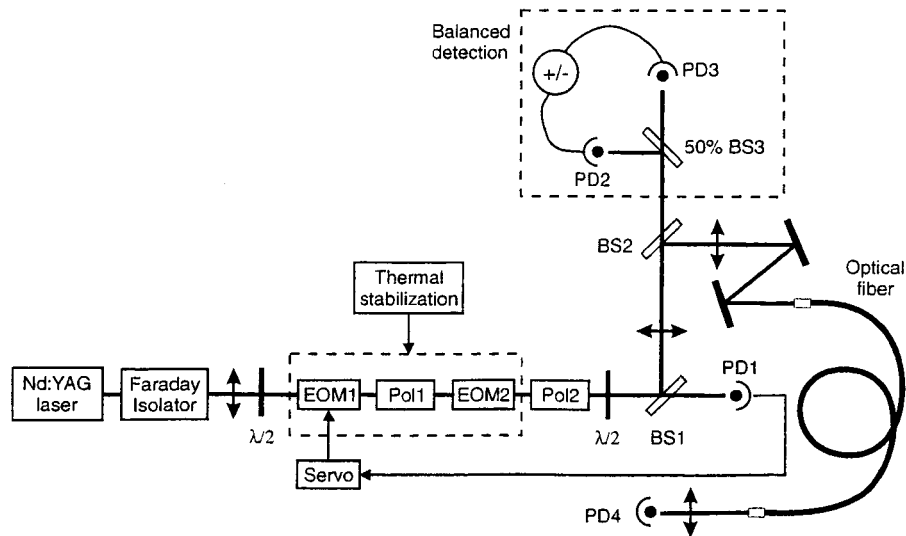 Balanced
detection
+/-
PD3
50% BS3
PD2
BS2
Optical
fiber
Thermal
stabilization
PD1
Nd:YAG
laser
Faraday
Isolator
EOM1
Pol1
EOM2
Pol2
λ/2
λ/2
BS1
Servo
PD4